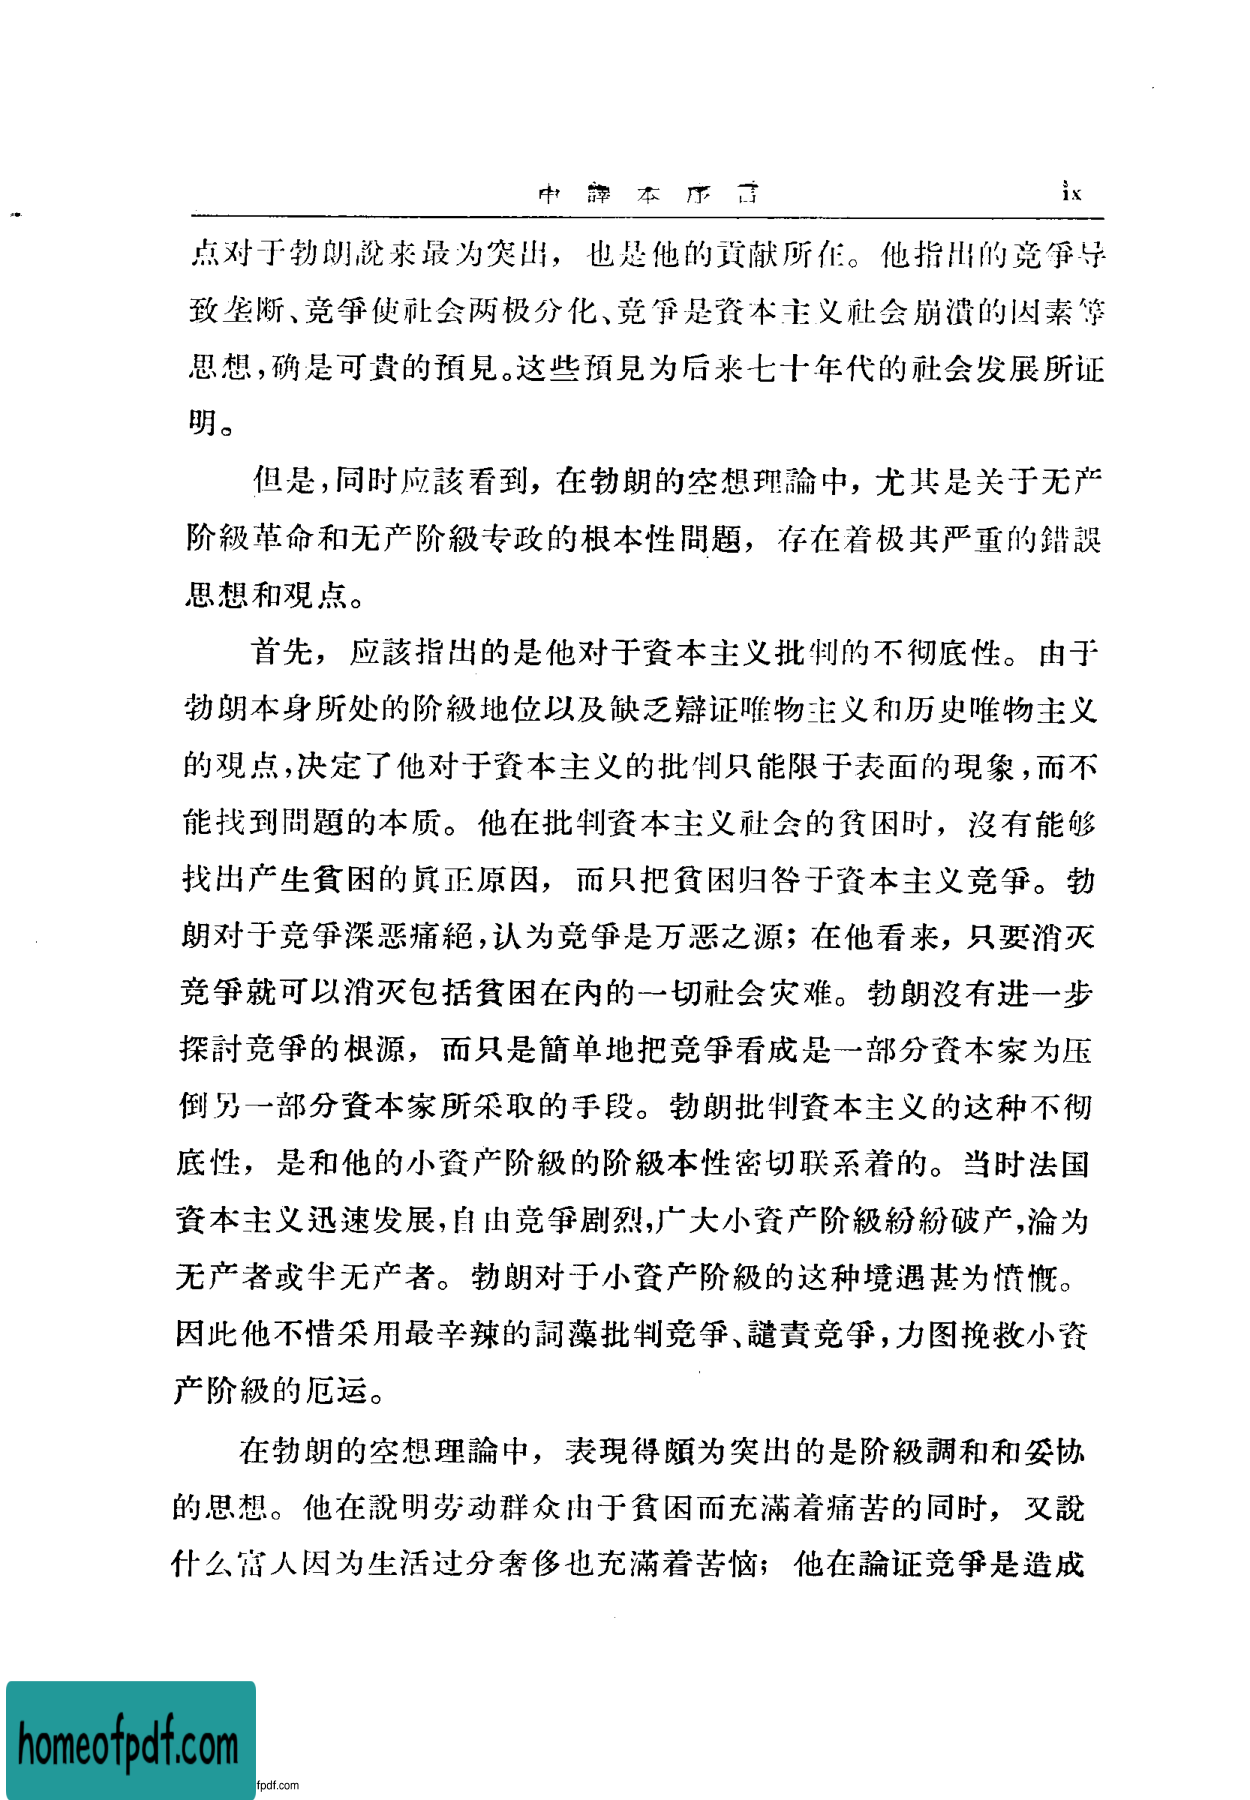 中譯本序言 ix
点对于勃朗說来最为突出，也是他的貢献所在。他指出的竞爭导
致垄断、竞爭使社会两极分化、竞爭是資本主义社会崩潰的因素等
思想，确是可貴的預見。这些預見为后来七十年代的社会发展所证
明。
但是，同时应該看到，在勃朗的空想理論中，尤其是关于无产
阶級革命和无产阶級专政的根本性問題，存在着极其严重的錯誤
思想和观点。
首先，应該指出的是他对于資本主义批判的不彻底性。由于
勃朗本身所处的阶級地位以及缺乏辯证唯物主义和历史唯物主义
的观点，决定了他对于資本主义的批判只能限于表面的現象，而不
能找到問題的本质。他在批判資本主义社会的貧困时，沒有能够
找出产生貧困的眞正原因，而只把貧困归咎于資本主义竞爭。勃
朗对于竞爭深恶痛絕，认为竞爭是万恶之源；在他看来，只要消灭
竞爭就可以消灭包括貧困在內的一切社会灾难。勃朗沒有进一步
探討竞爭的根源，而只是簡单地把竞爭看成是一部分資本家为压
倒另一部分資本家所采取的手段。勃朗批判資本主义的这种不彻
底性，是和他的小資产阶級的阶級本性密切联系着的。当时法国
資本主义迅速发展，自由竞爭剧烈，广大小資产阶級紛紛破产，淪为
无产者或半无产者。勃朗对于小資产阶級的这种境遇甚为憤慨。
因此他不惜采用最辛辣的詞藻批判竞爭、譴責竞爭，力图挽救小資
产阶級的厄运。
在勃朗的空想理論中，表現得頗为突出的是阶級調和和妥协
的思想。他在說明劳动群众由于貧困而充滿着痛苦的同时，又說
什么富人因为生活过分奢侈也充滿着苦恼；他在論证竞爭是造成
homeofpdf.com
fpdf.com